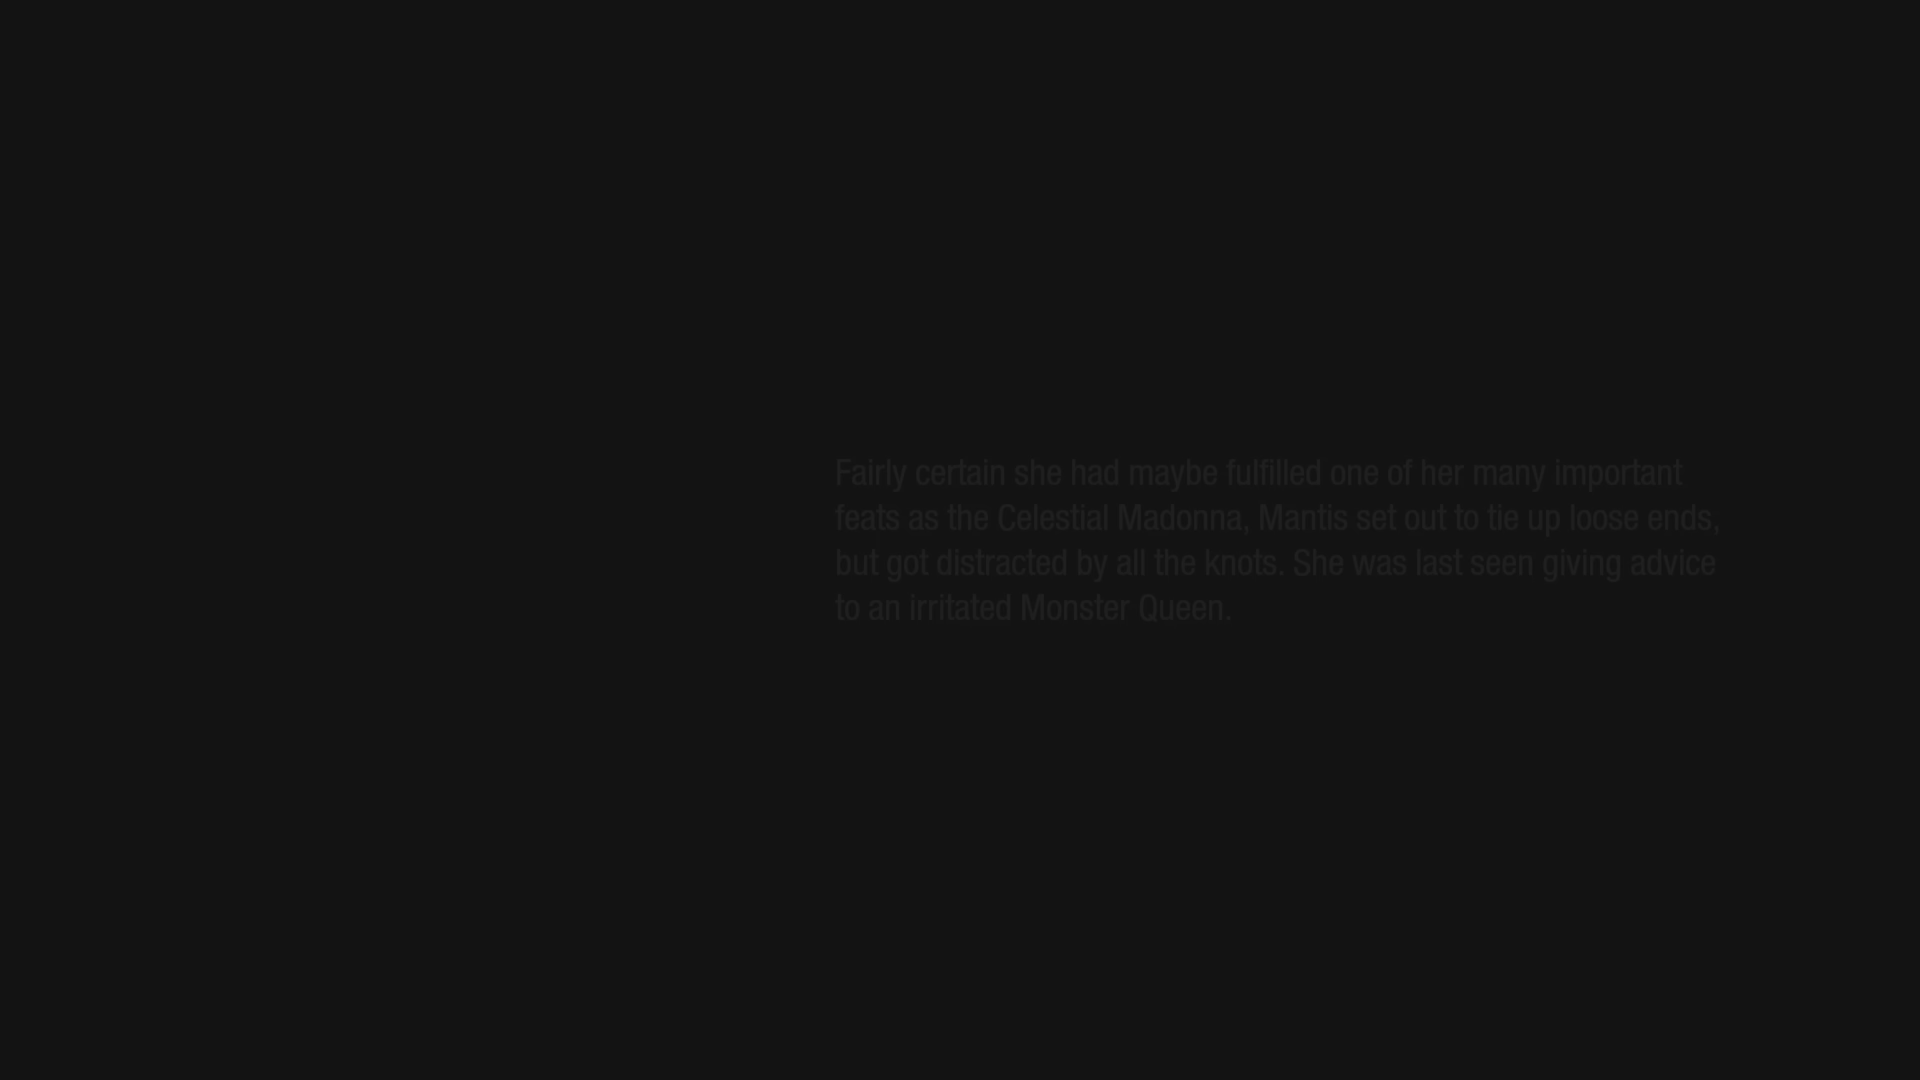 Fairly certain she had maybe fulfilled one of her many important
feats as the Celestial Madonna, Mantis set out to tie up loose ends,
but got distracted by all the knots. She was last seen giving advice
to an irritated Monster Queen.